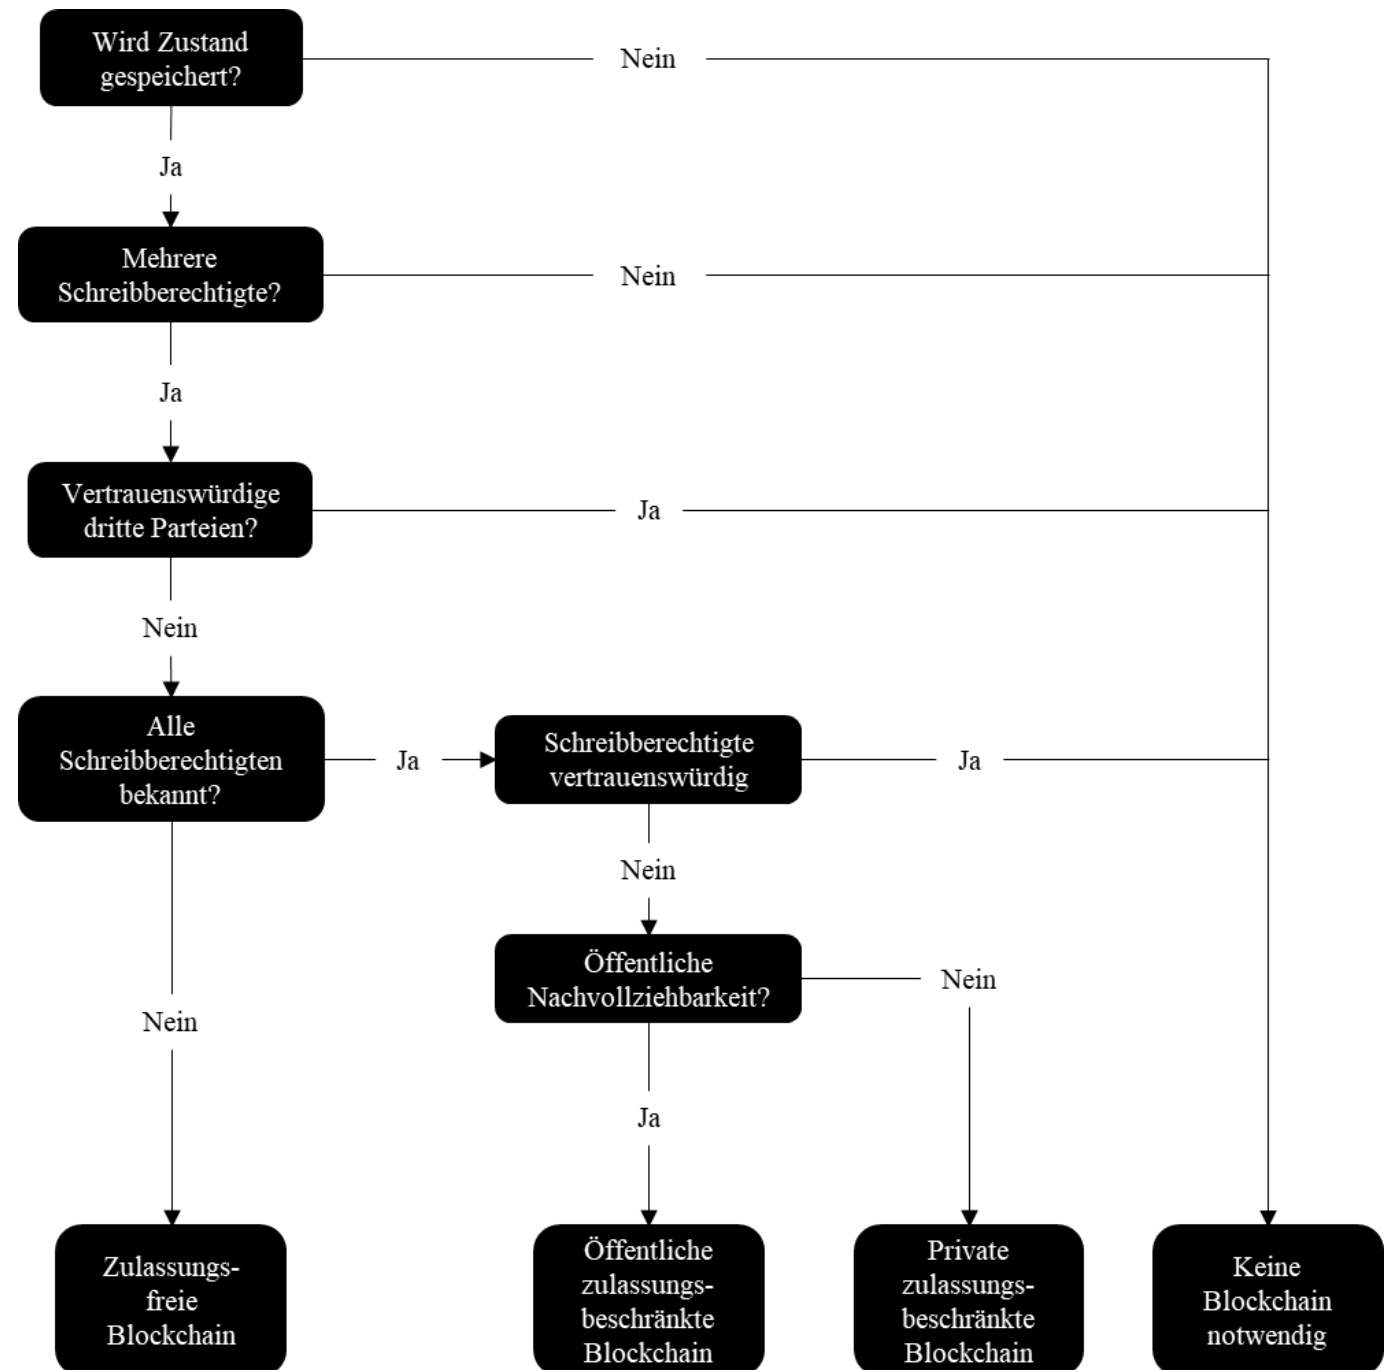 Wird Zustand
gespeichert?
Nein
Ja
Mehrere
Schreibberechtigte?
Nein
Ja
Vertrauenswürdige
dritte Parteien?
Ja
Nein
Alle
Schreibberechtigten
bekannt?
Ja
Schreibberechtigte
vertrauenswürdig
Ja
Nein
Öffentliche
Nachvollziehbarkeit?
Nein
Nein
Ja
Zulassungs-
freie
Blockchain
Öffentliche
zulassungs-
beschränkte
Blockchain
Private
zulassungs-
beschränkte
Blockchain
Keine
Blockchain
notwendig